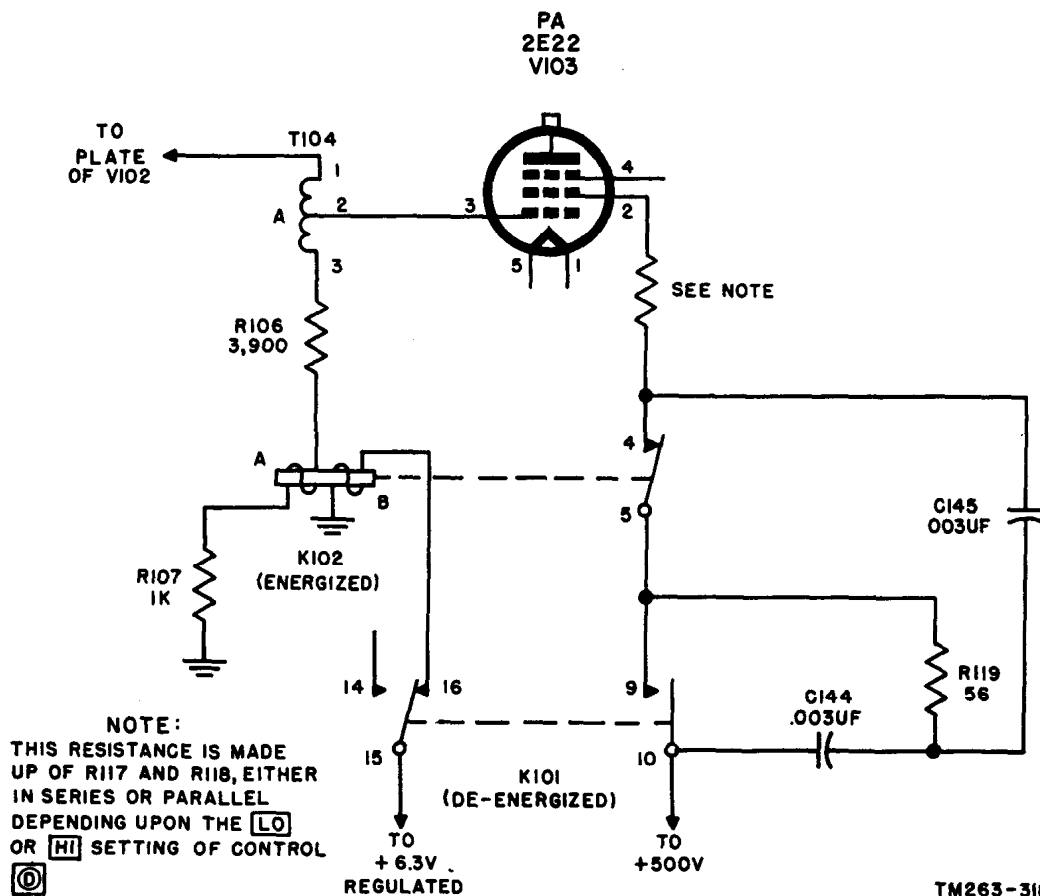 PA
2E22
V103
TO
PLATE
OF V102
T104
1
A
2
3
3
4
2
5
1
SEE NOTE
R106
3,900
A
B
4
5
C145
.003UF
K102
(ENERGIZED)
R107
1K
14
16
9
R119
56
C144
.003UF
15
10
K101
(DE-ENERGIZED)
NOTE:
THIS RESISTANCE IS MADE
UP OF R117 AND R118, EITHER
IN SERIES OR PARALLEL
DEPENDING UPON THE LO
OR HI SETTING OF CONTROL
D
TO
+6.3V
REGULATED
TO
+500V
TM263-318